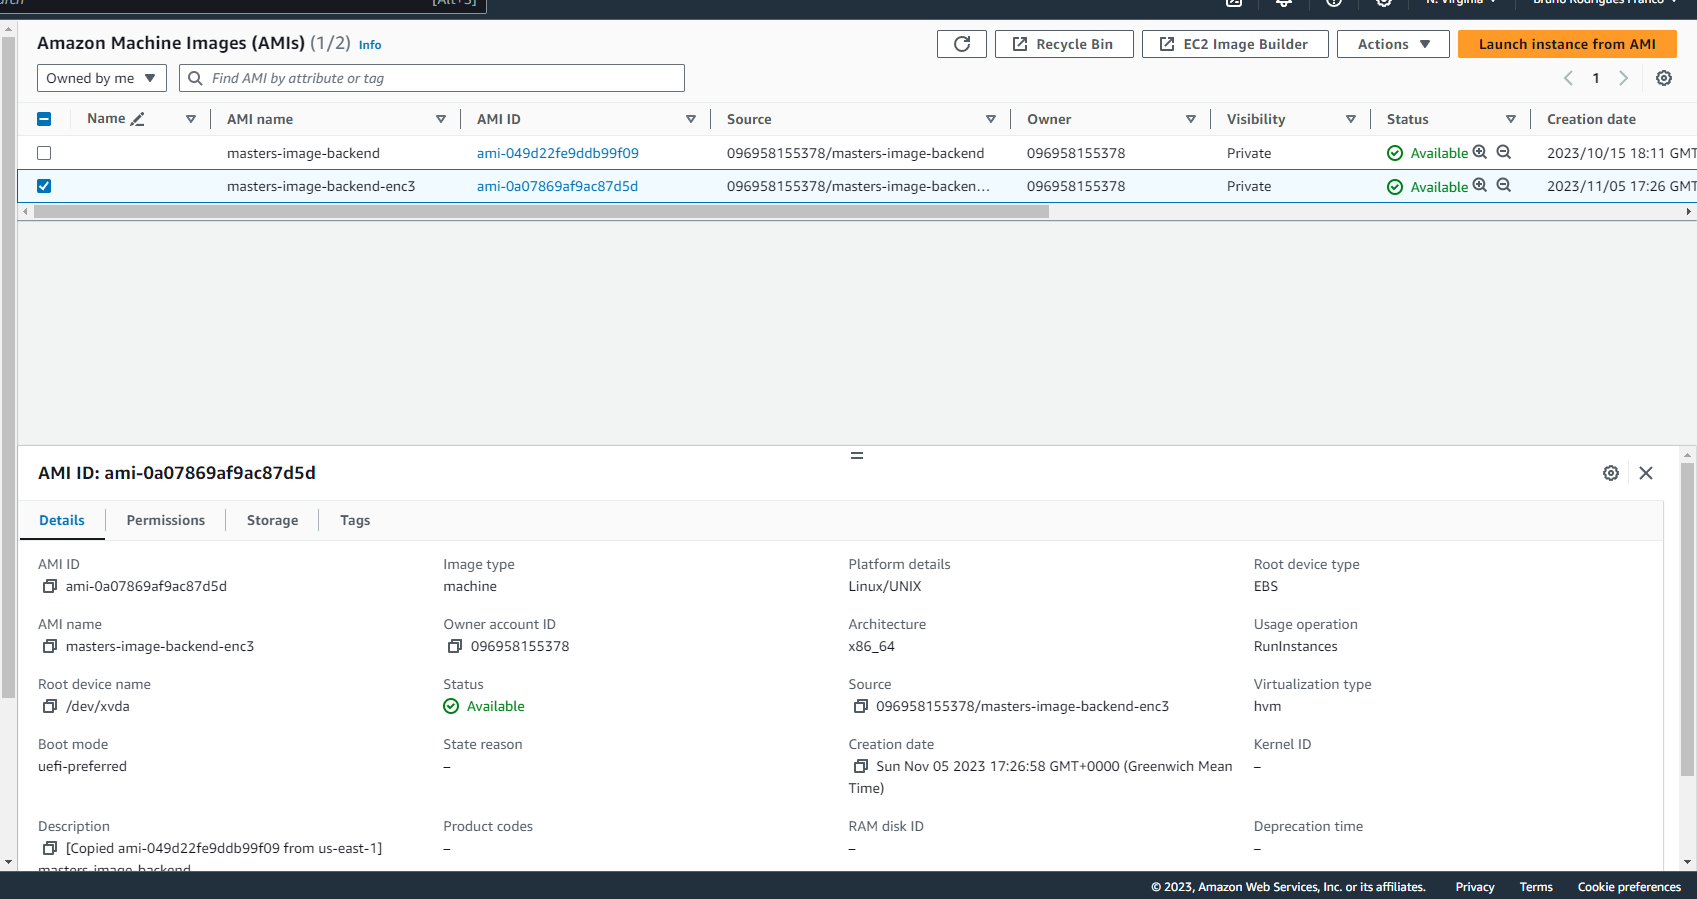 [Alt+S]
N. Virginia
Bruno Rodrigues Franco
Amazon Machine Images (AMIs) (1/2) Info
Recycle Bin
EC2 Image Builder
Actions
Launch instance from AMI
Owned by me
Find AMI by attribute or tag
1
Name AMI name AMI ID Source Owner Visibility Status Creation date
masters-image-backend ami-049d22fe9ddb99f09 096958155378/masters-image-backend 096958155378 Private Available 2023/10/15 18:11 GMT
masters-image-backend-enc3 ami-0a07869af9ac87d5d 096958155378/masters-image-backen... 096958155378 Private Available 2023/11/05 17:26 GMT
AMI ID: ami-0a07869af9ac87d5d
Details Permissions Storage Tags
AMI ID
ami-0a07869af9ac87d5d
Image type
machine
Platform details
Linux/UNIX
Root device type
EBS
AMI name
masters-image-backend-enc3
Owner account ID
096958155378
Architecture
x86_64
Usage operation
RunInstances
Root device name
/dev/xvda
Status
Available
Source
096958155378/masters-image-backend-enc3
Virtualization type
hvm
Boot mode
uefi-preferred
State reason
–
Creation date
Sun Nov 05 2023 17:26:58 GMT+0000 (Greenwich Mean
Time)
Kernel ID
–
Description
[Copied ami-049d22fe9ddb99f09 from us-east-1]
masters-image-backend
Product codes
–
RAM disk ID
–
Deprecation time
–
© 2023, Amazon Web Services, Inc. or its affiliates. Privacy Terms Cookie preferences